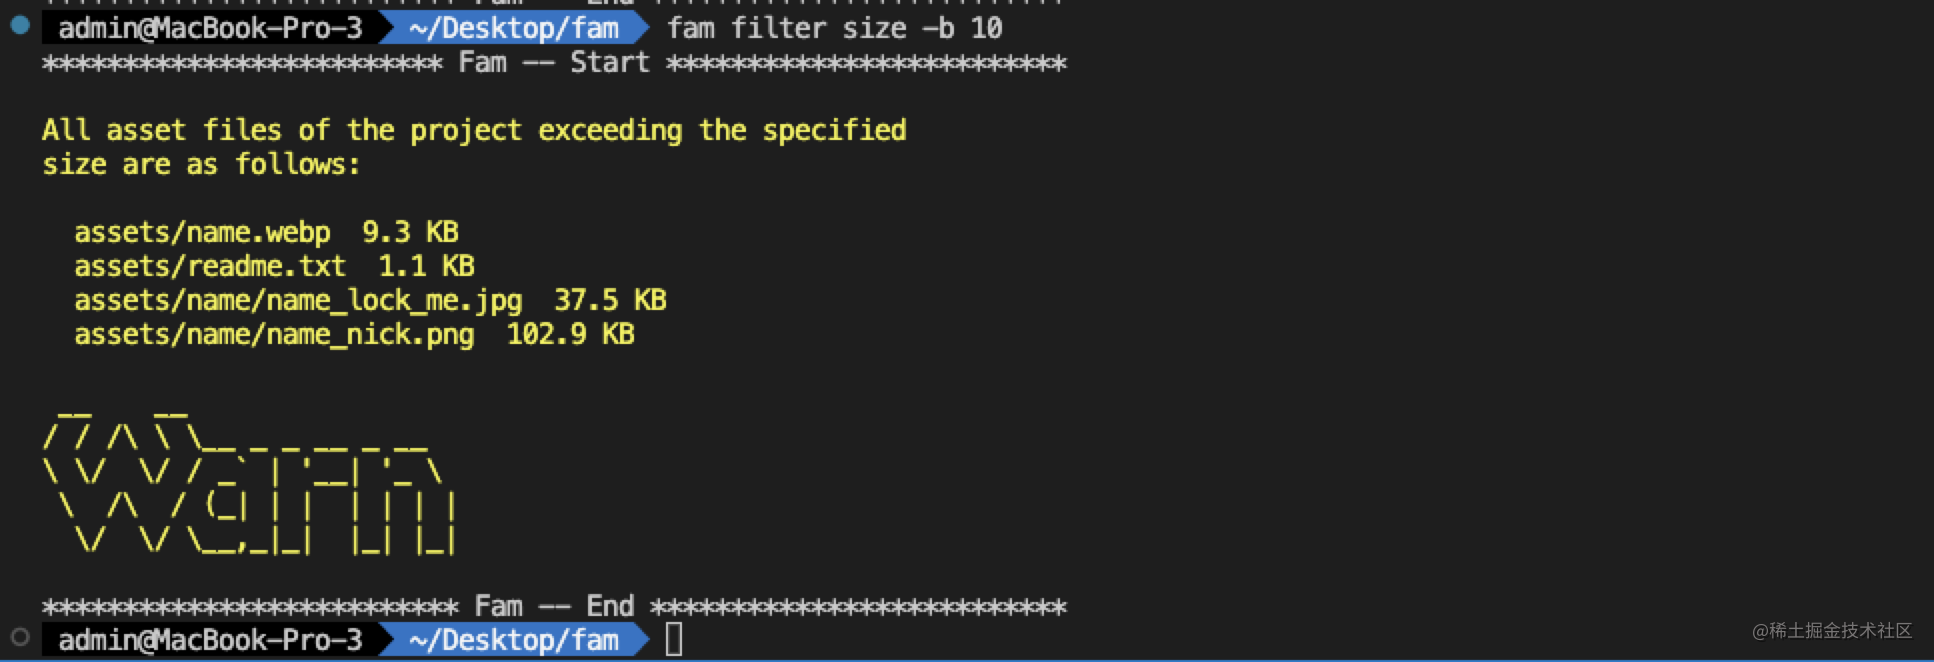 admin@MacBook-Pro-3 ~/Desktop/fam fam filter size -b 10
************************* Fam -- Start *************************
All asset files of the project exceeding the specified
size are as follows:
assets/name.webp 9.3 KB
assets/readme.txt 1.1 KB
assets/name/name_lock_me.jpg 37.5 KB
assets/name/name_nick.png 102.9 KB
Warn
************************** Fam -- End **************************
admin@MacBook-Pro-3 ~/Desktop/fam
@稀土掘金技术社区